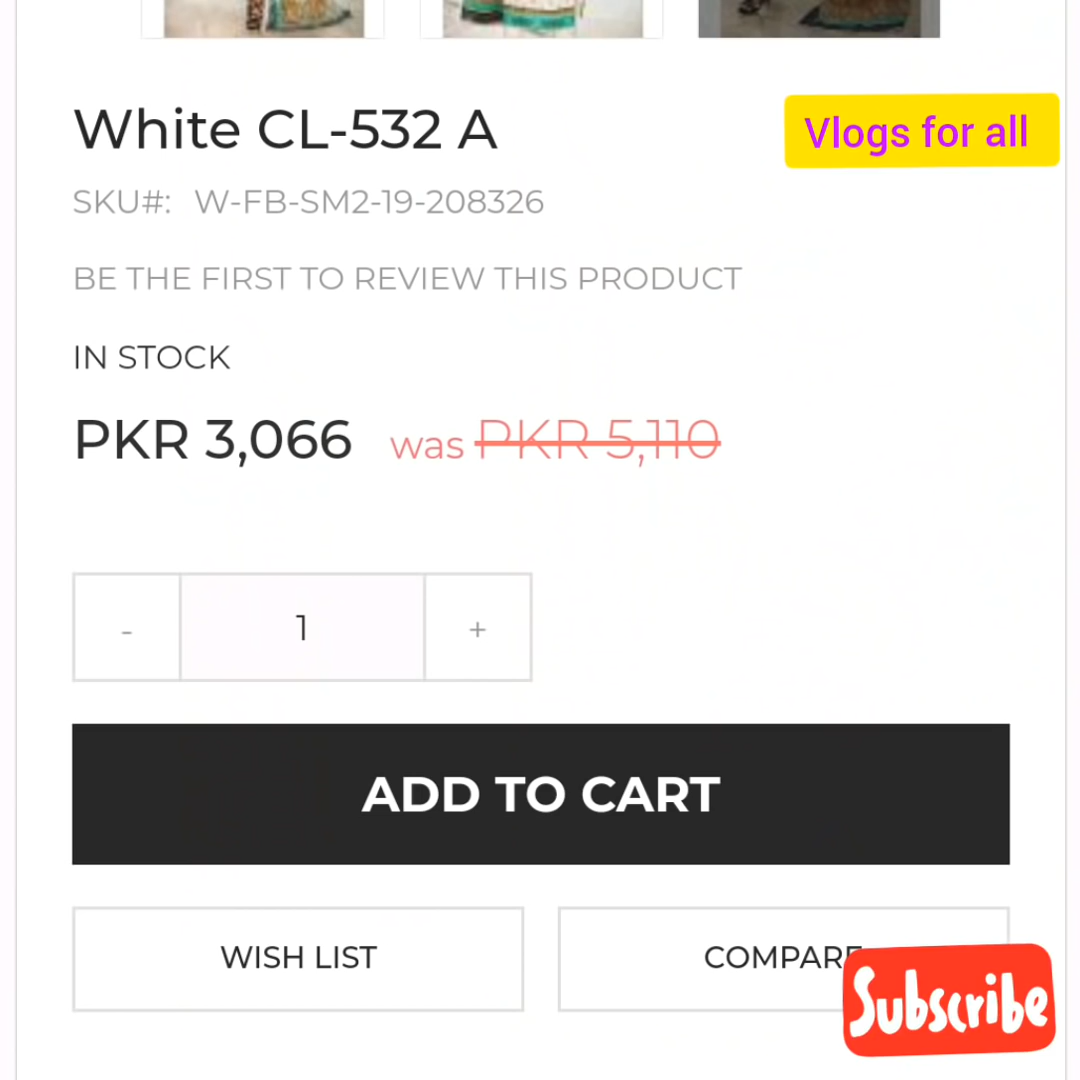 White CL-532 A
Vlogs for all
SKU#: W-FB-SM2-19-208326
BE THE FIRST TO REVIEW THIS PRODUCT
IN STOCK
PKR 3,066 was PKR 5,110
- 1 +
ADD TO CART
WISH LIST
COMPARE
Subscribe